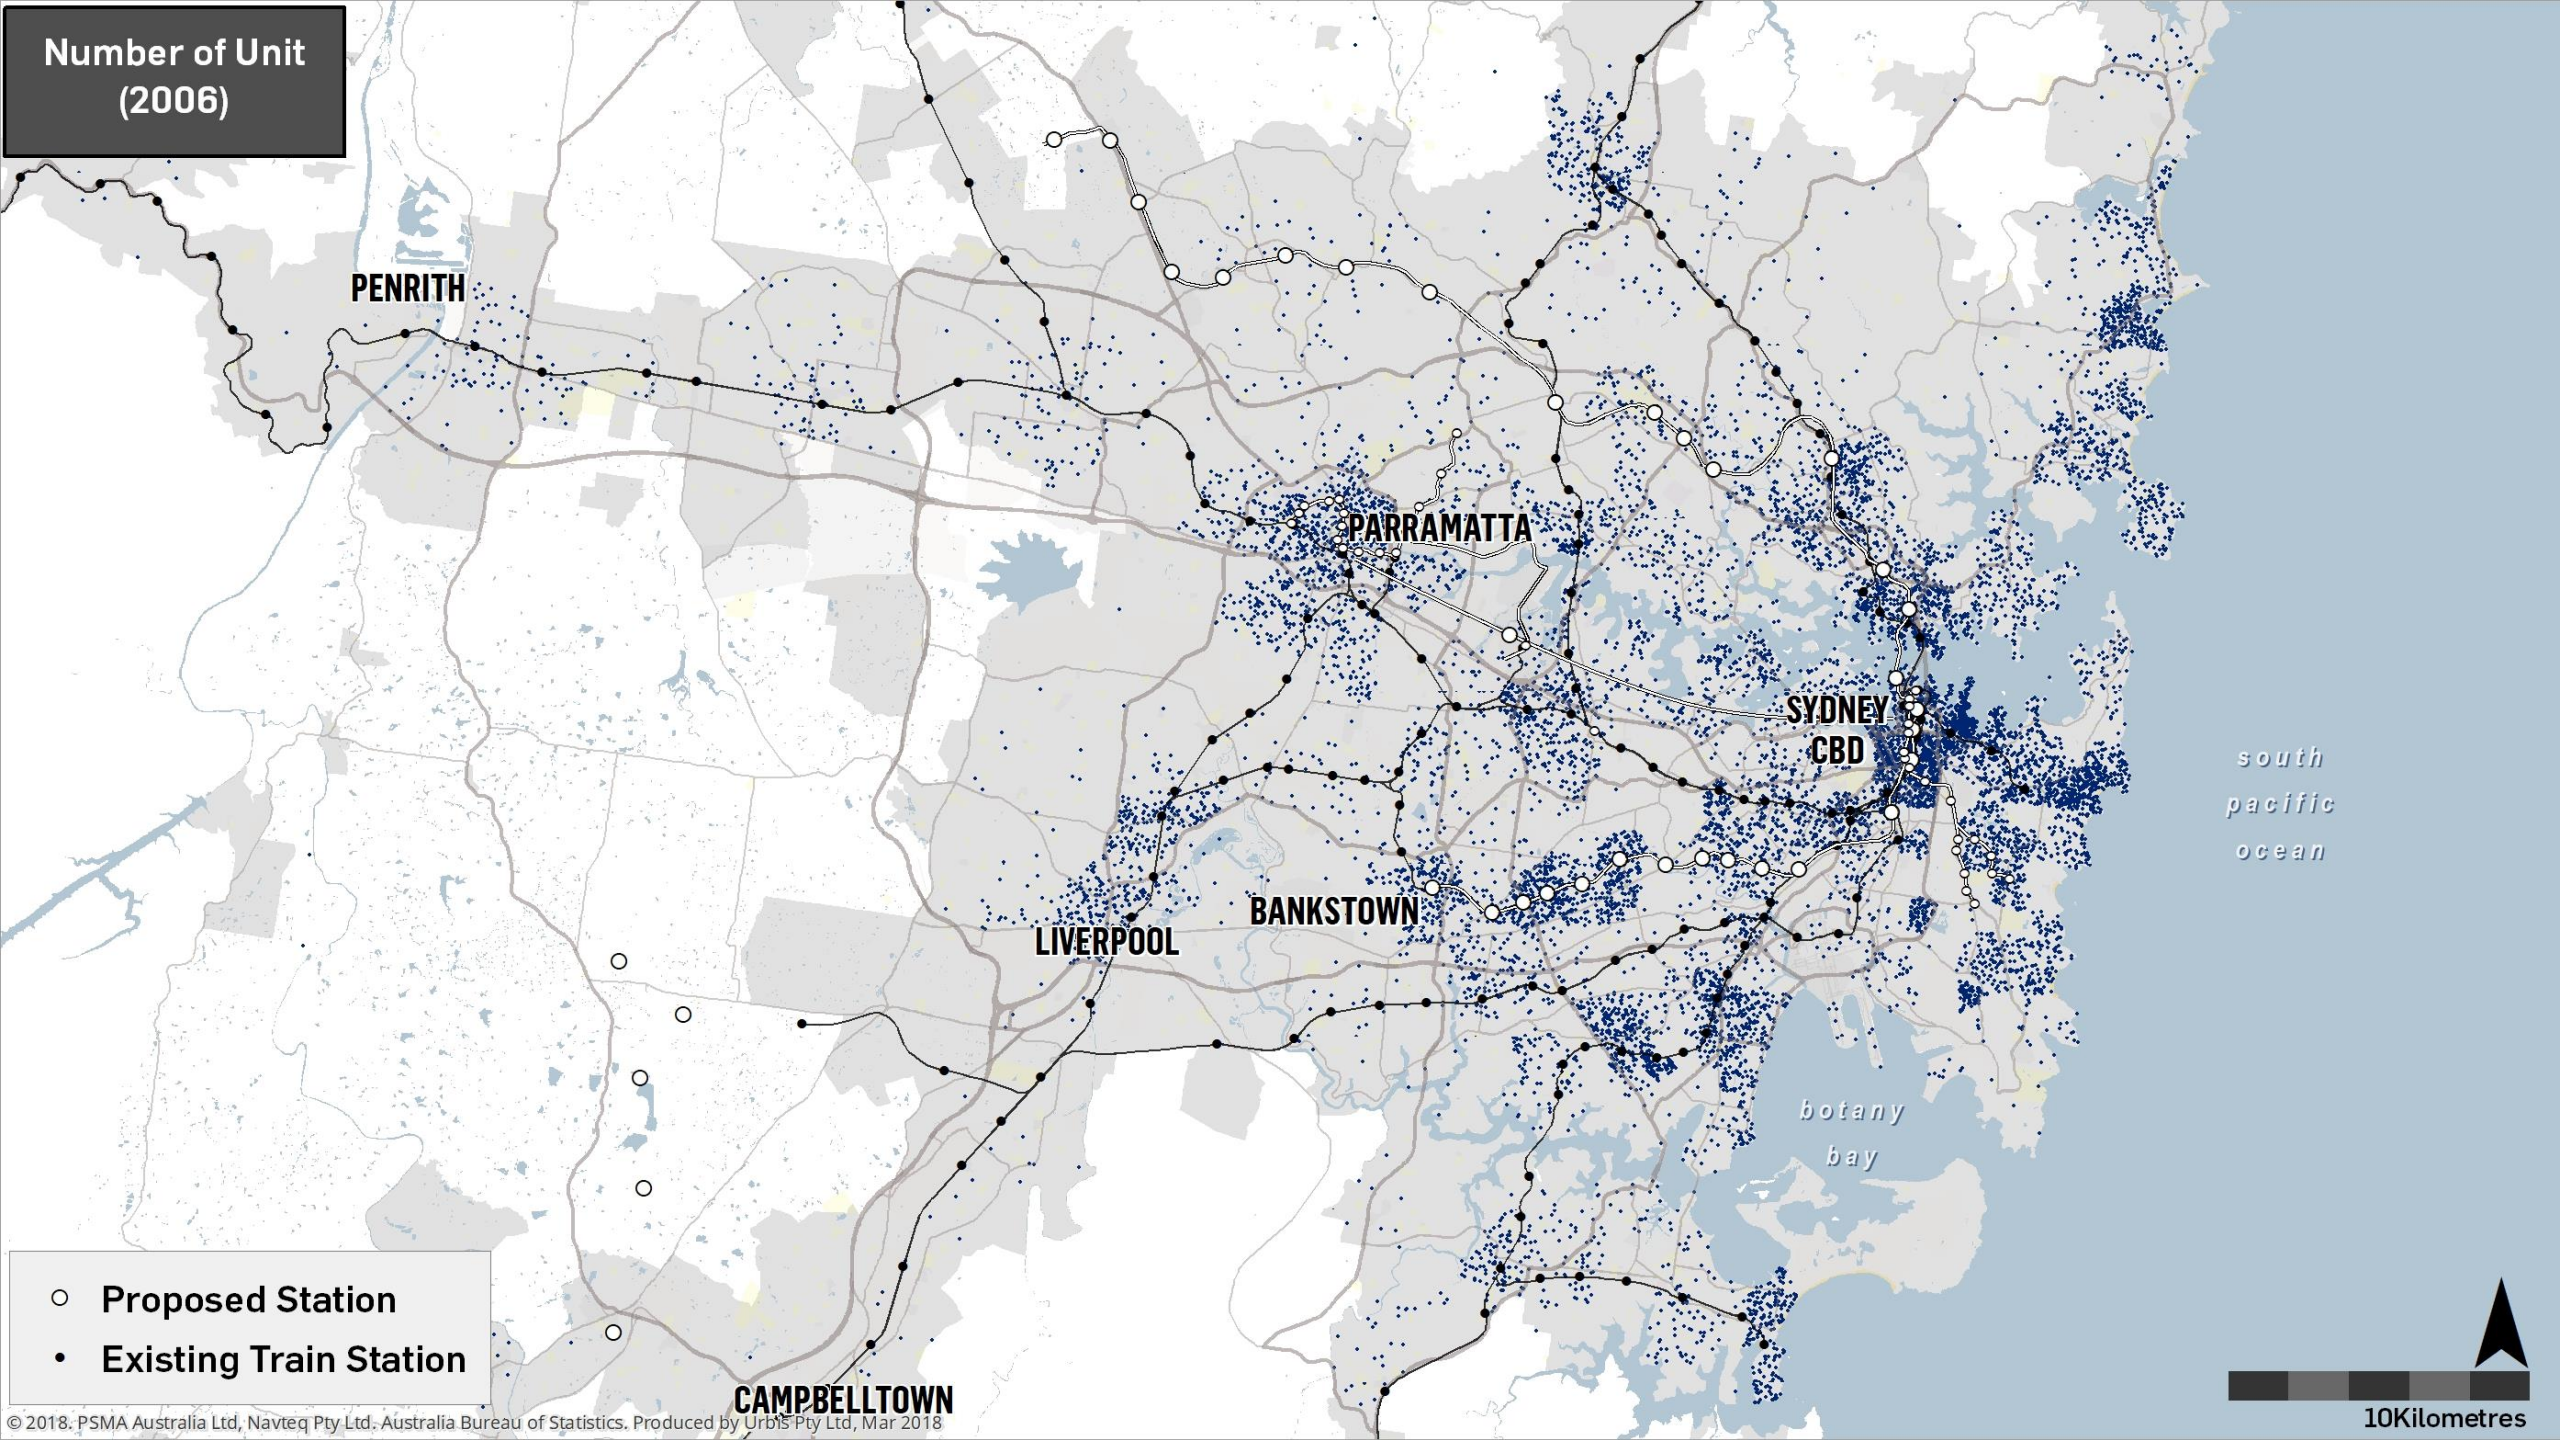 Number of Unit
(2006)
PENRITH
PARRAMATTA
SYDNEY
CBD
south
pacific
ocean
BANKSTOWN
LIVERPOOL
botany
bay
Proposed Station
Existing Train Station
CAMPBELLTOWN
© 2018. PSMA Australia Ltd, Navteq Pty Ltd. Australia Bureau of Statistics. Produced by Urbis Pty Ltd, Mar 2018
10Kilometres